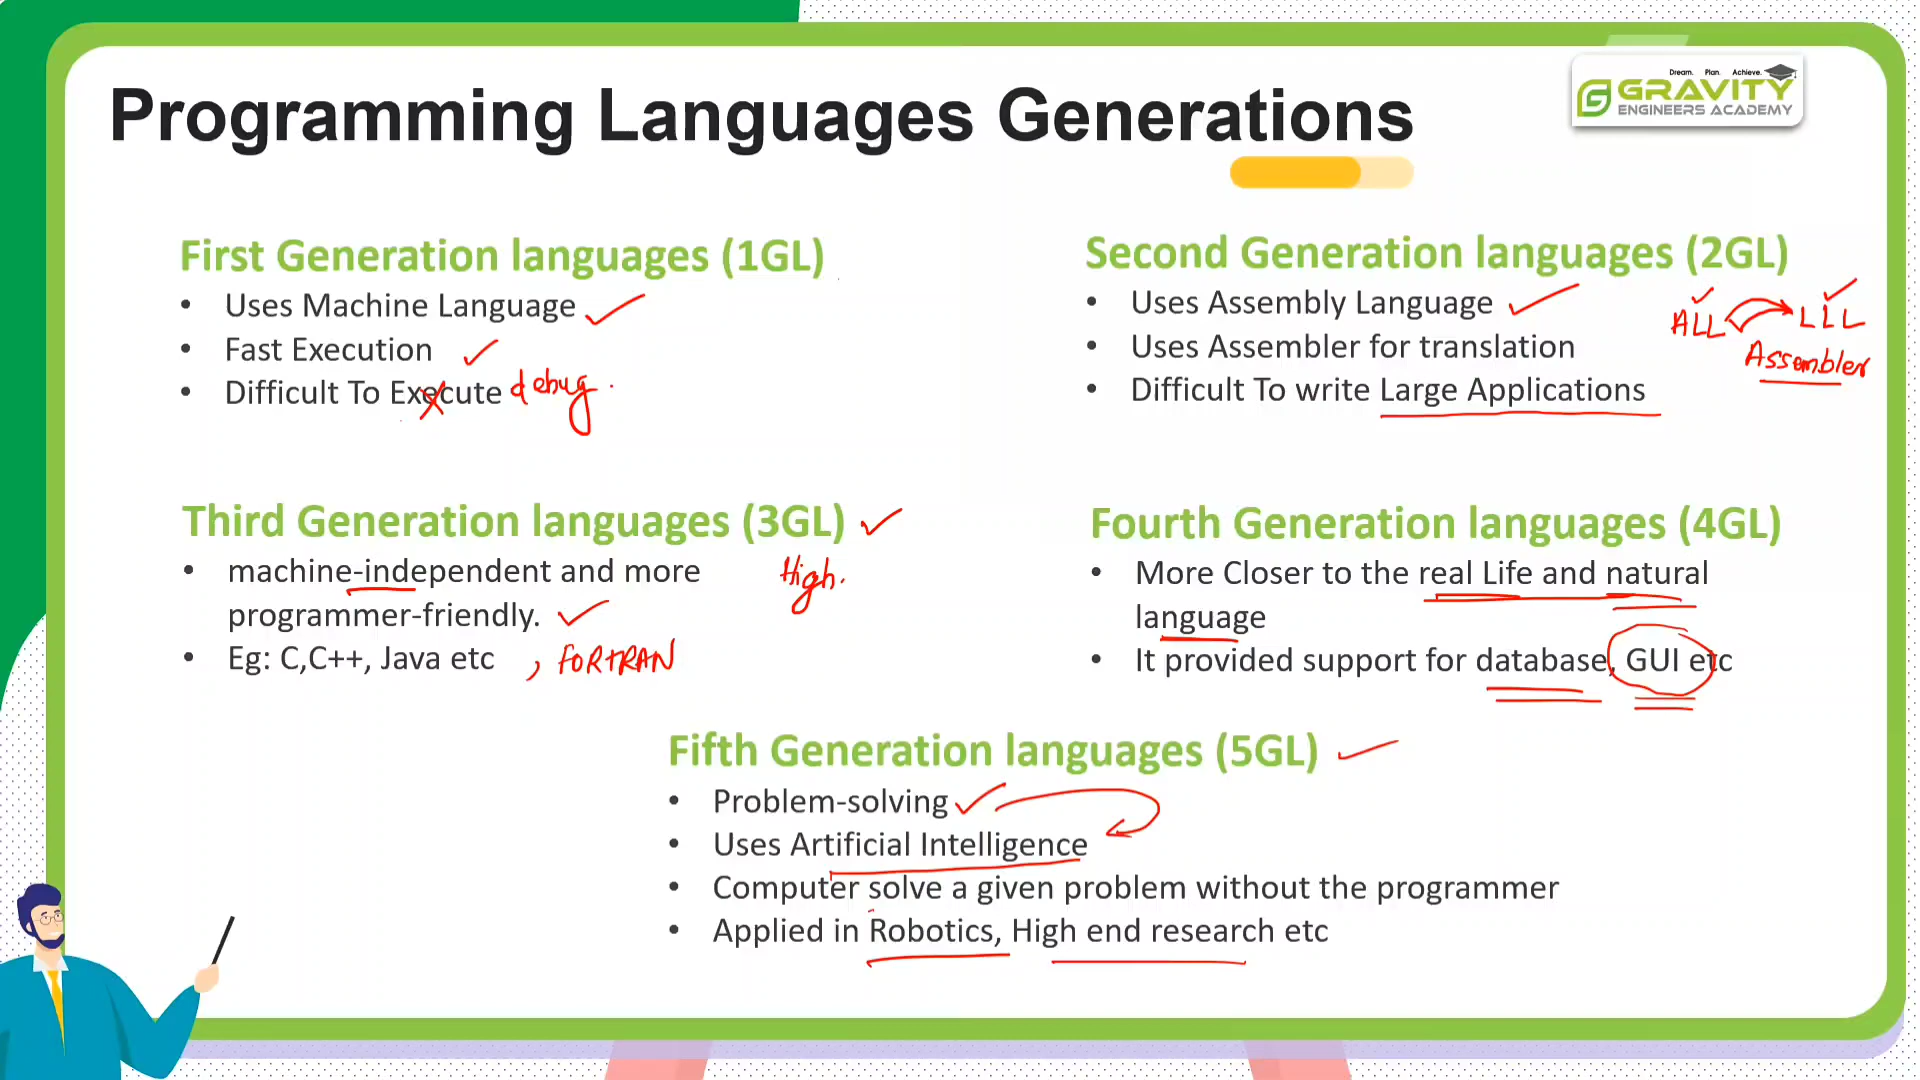 Dream. Plan. Achieve.
GRAVITY
ENGINEERS ACADEMY
Programming Languages Generations
First Generation languages (1GL)
• Uses Machine Language
• Fast Execution
• Difficult To Execute debug.
Second Generation languages (2GL)
• Uses Assembly Language
• Uses Assembler for translation
• Difficult To write Large Applications
ALL LLL
Assembler
Third Generation languages (3GL)
• machine-independent and more
programmer-friendly.
• Eg: C,C++, Java etc , FORTRAN
High.
Fourth Generation languages (4GL)
• More Closer to the real Life and natural
language
• It provided support for database, GUI etc
Fifth Generation languages (5GL)
• Problem-solving
• Uses Artificial Intelligence
• Computer solve a given problem without the programmer
• Applied in Robotics, High end research etc